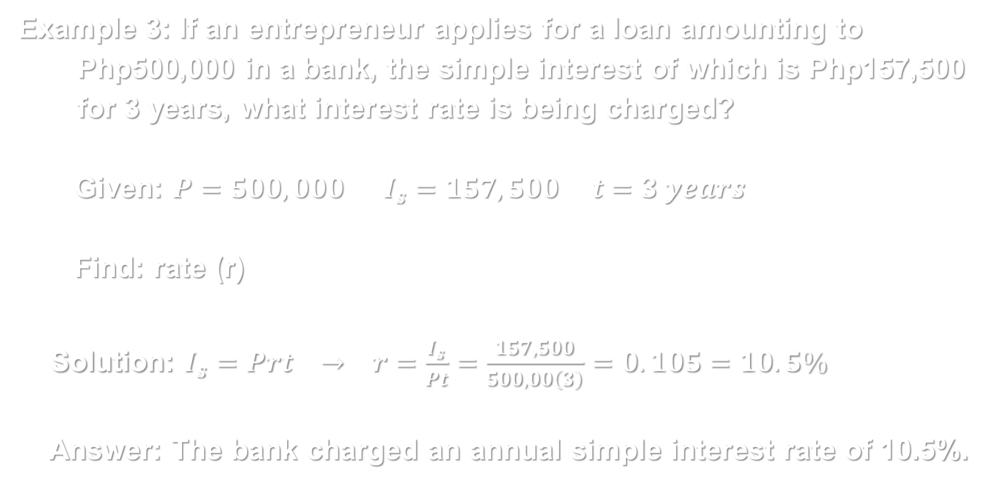 Example 3: If an entrepreneur applies for a loan amounting to
Php500,000 in a bank, the simple interest of which is Php157,500
for 3 years, what interest rate is being charged?
Given: P = 500,000 I_s = 157,500 t = 3 years
Find: rate (r)
Solution: I_s = Prt → r = I_s/Pt = 157,500/500,00(3) = 0.105 = 10.5%
Answer: The bank charged an annual simple interest rate of 10.5%.